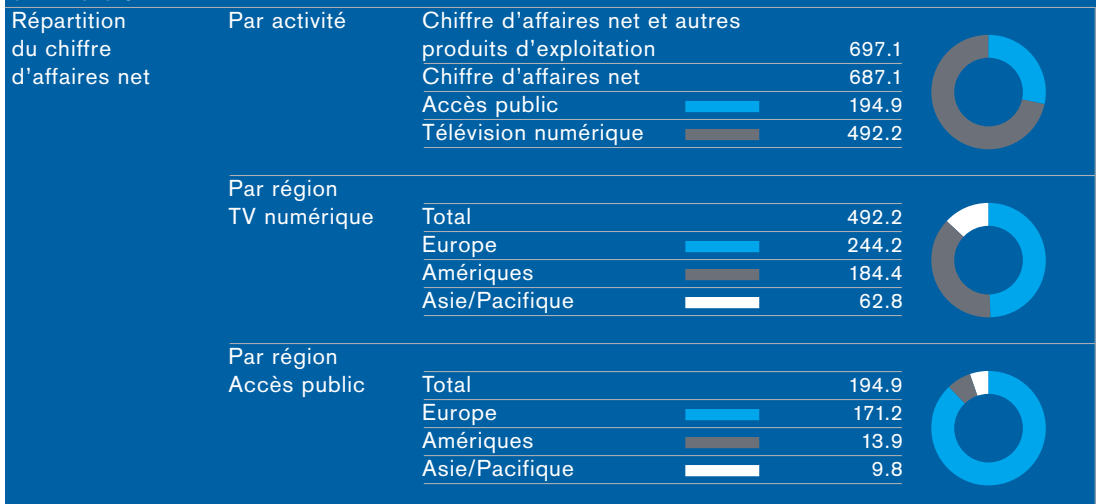 Répartition
du chiffre
d'affaires net
Par activité
Chiffre d'affaires net et autres
produits d'exploitation 697.1
Chiffre d'affaires net 687.1
Accès public 194.9
Télévision numérique 492.2
Par région
TV numérique
Total 492.2
Europe 244.2
Amériques 184.4
Asie/Pacifique 62.8
Par région
Accès public
Total 194.9
Europe 171.2
Amériques 13.9
Asie/Pacifique 9.8